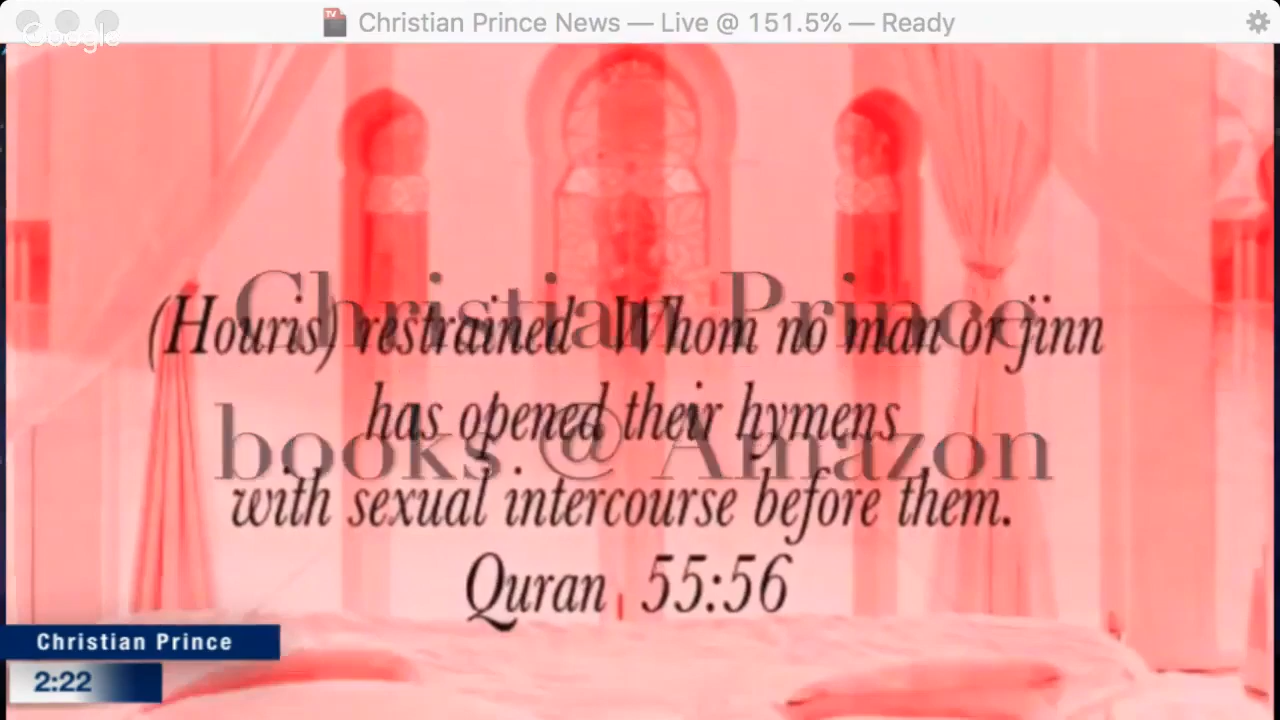 Christian Prince News — Live @ 151.5% — Ready
Google
Christian Prince
books @ Amazon
(Houris) restrained Whom no man or jinn
has opened their hymens
with sexual intercourse before them.
Quran 55:56
Christian Prince
2:22